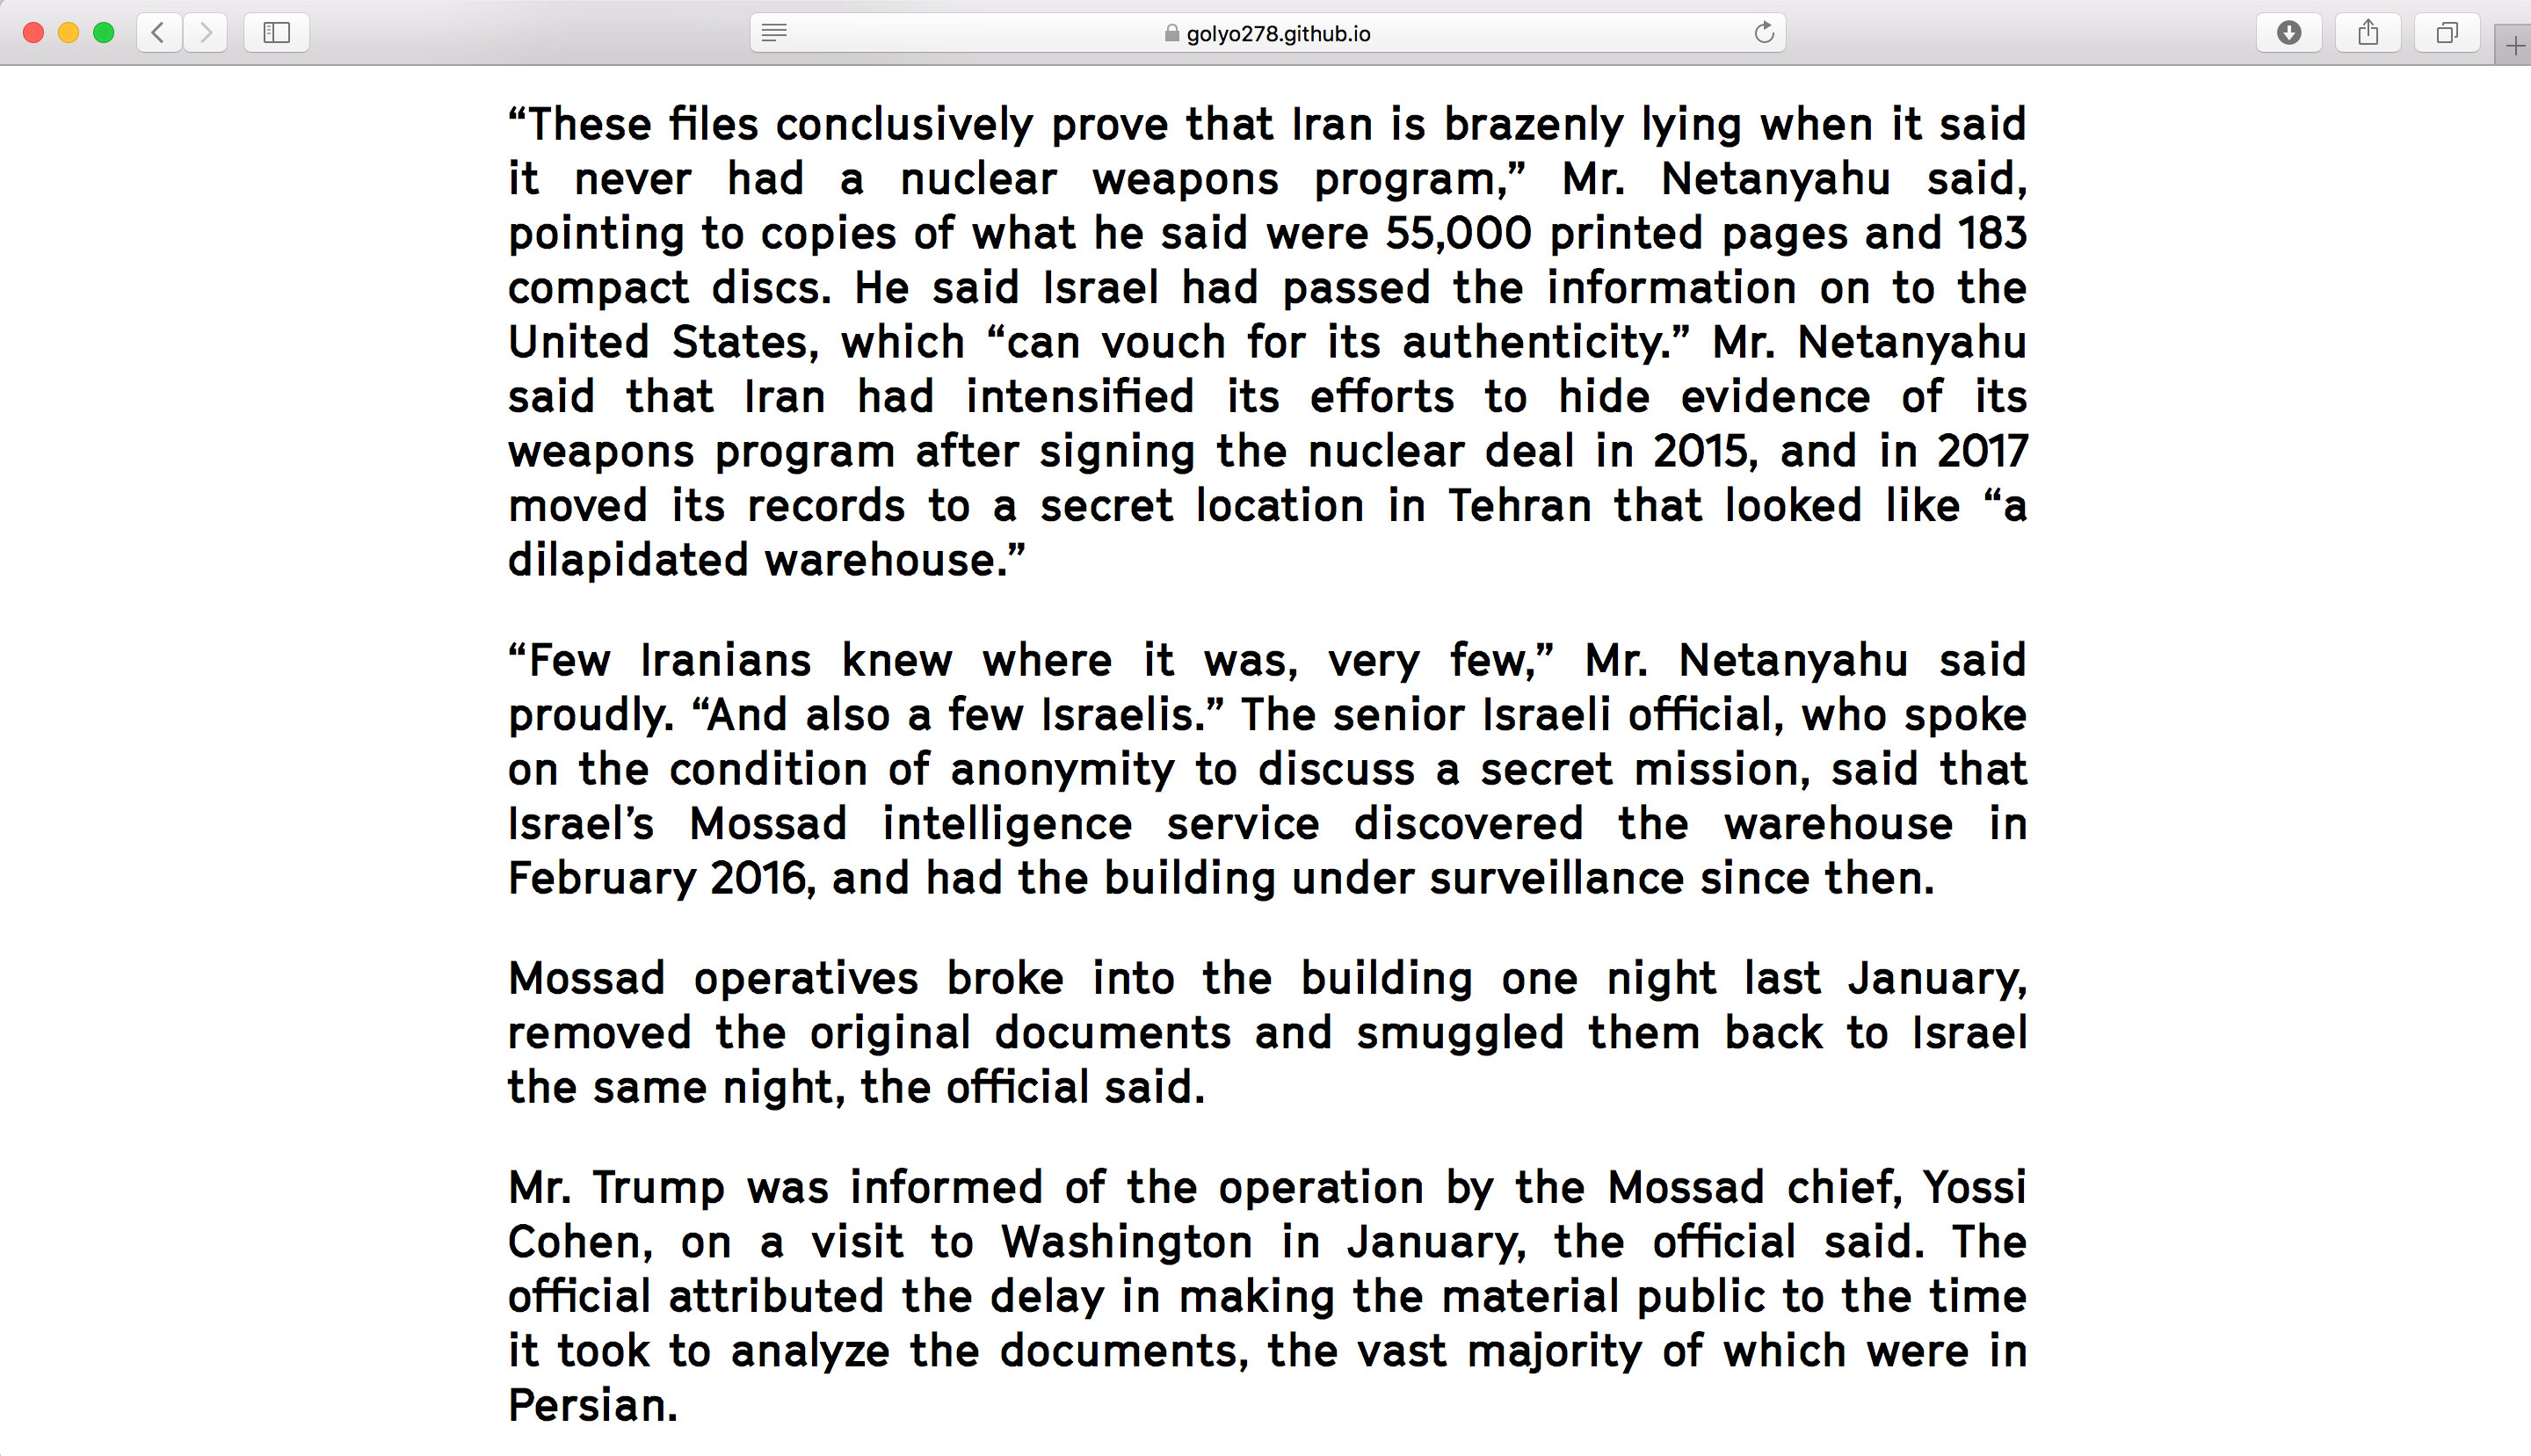 golyo278.github.io
“These files conclusively prove that Iran is brazenly lying when it said
it never had a nuclear weapons program,” Mr. Netanyahu said,
pointing to copies of what he said were 55,000 printed pages and 183
compact discs. He said Israel had passed the information on to the
United States, which “can vouch for its authenticity.” Mr. Netanyahu
said that Iran had intensified its efforts to hide evidence of its
weapons program after signing the nuclear deal in 2015, and in 2017
moved its records to a secret location in Tehran that looked like “a
dilapidated warehouse.”
“Few Iranians knew where it was, very few,” Mr. Netanyahu said
proudly. “And also a few Israelis.” The senior Israeli official, who spoke
on the condition of anonymity to discuss a secret mission, said that
Israel’s Mossad intelligence service discovered the warehouse in
February 2016, and had the building under surveillance since then.
Mossad operatives broke into the building one night last January,
removed the original documents and smuggled them back to Israel
the same night, the official said.
Mr. Trump was informed of the operation by the Mossad chief, Yossi
Cohen, on a visit to Washington in January, the official said. The
official attributed the delay in making the material public to the time
it took to analyze the documents, the vast majority of which were in
Persian.